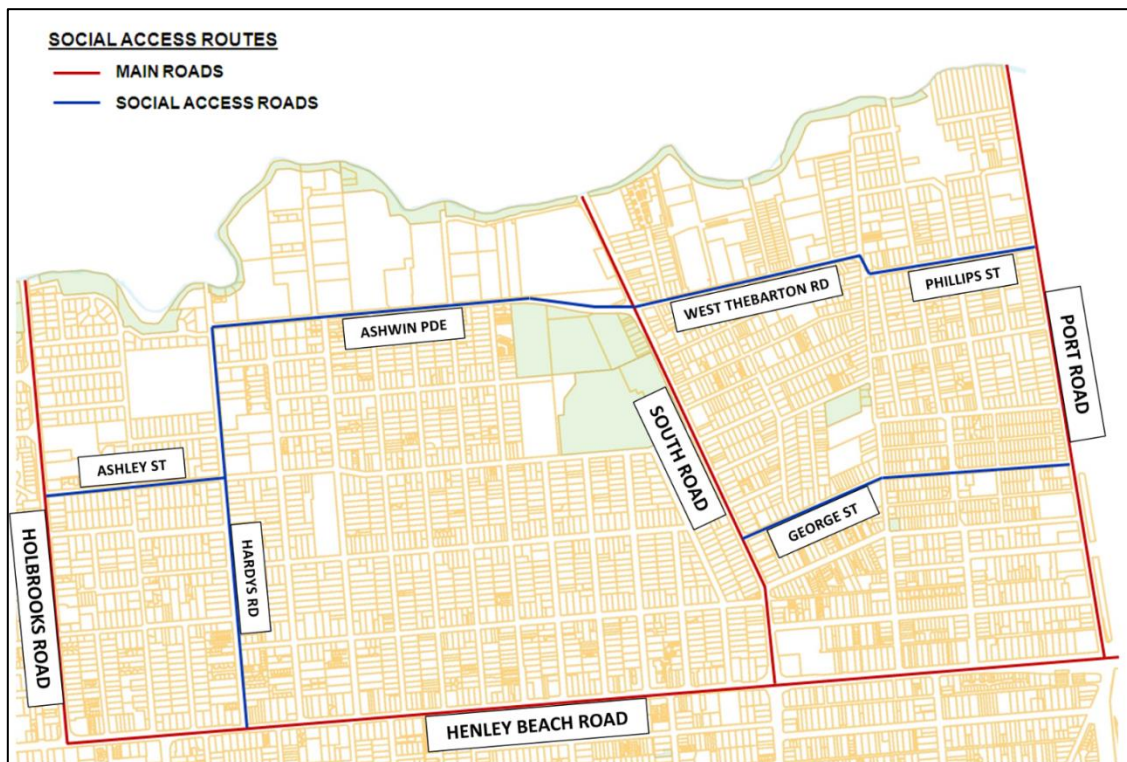 SOCIAL ACCESS ROUTES
MAIN ROADS
SOCIAL ACCESS ROADS
ASHWIN PDE
WEST THEBARTON RD
PHILLIPS ST
PORT ROAD
SOUTH ROAD
ASHLEY ST
GEORGE ST
HOLBROOKS ROAD
HARDYS RD
HENLEY BEACH ROAD